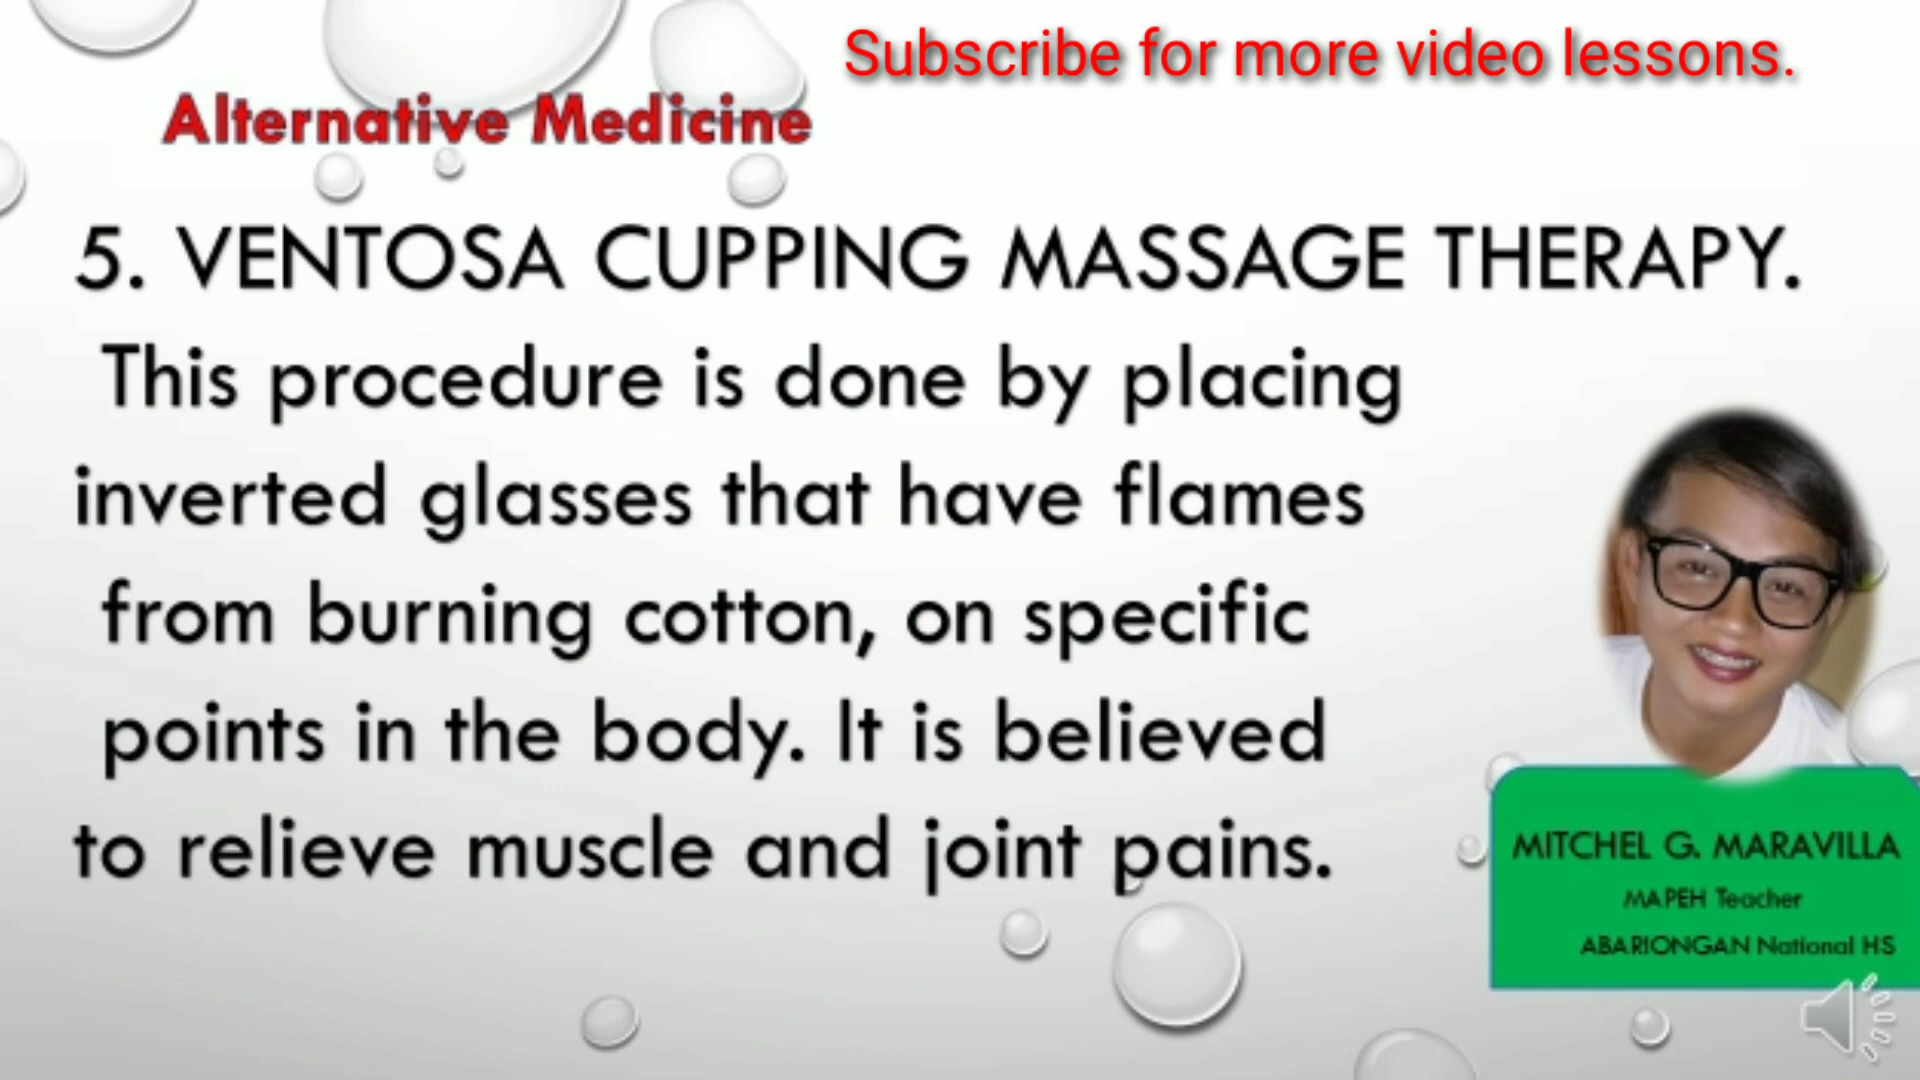 Subscribe for more video lessons.
Alternative Medicine
5. VENTOSA CUPPING MASSAGE THERAPY.
This procedure is done by placing
inverted glasses that have flames
from burning cotton, on specific
points in the body. It is believed
to relieve muscle and joint pains.
MITCHEL G. MARAVILLA
MAPEH Teacher
ABARIONGAN National HS